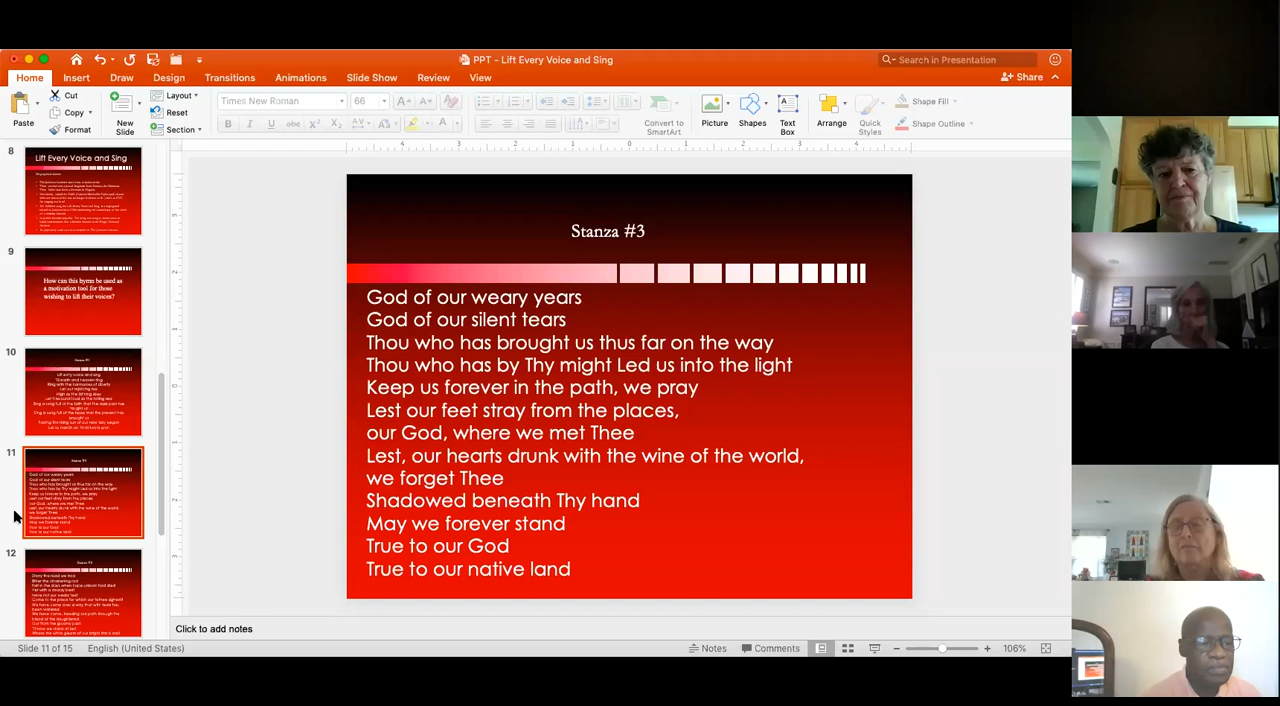 PPT - Lift Every Voice and Sing
Search in Presentation
Home
Insert
Draw
Design
Transitions
Animations
Slide Show
Review
View
Share
Paste
Cut
Copy
Format
New
Slide
Layout
Reset
Section
Times New Roman
66
Convert to
SmartArt
Picture
Shapes
Text
Box
Arrange
Quick
Styles
Shape Fill
Shape Outline
8
Lift Every Voice and Sing
9
How can this hymn be used as
a motivation tool for those
wishing to lift their voices?
10
11
12
Stanza #3
God of our weary years
God of our silent tears
Thou who has brought us thus far on the way
Thou who has by Thy might Led us into the light
Keep us forever in the path, we pray
Lest our feet stray from the places,
our God, where we met Thee
Lest, our hearts drunk with the wine of the world,
we forget Thee
Shadowed beneath Thy hand
May we forever stand
True to our God
True to our native land
Click to add notes
Slide 11 of 15
English (United States)
Notes
Comments
106%